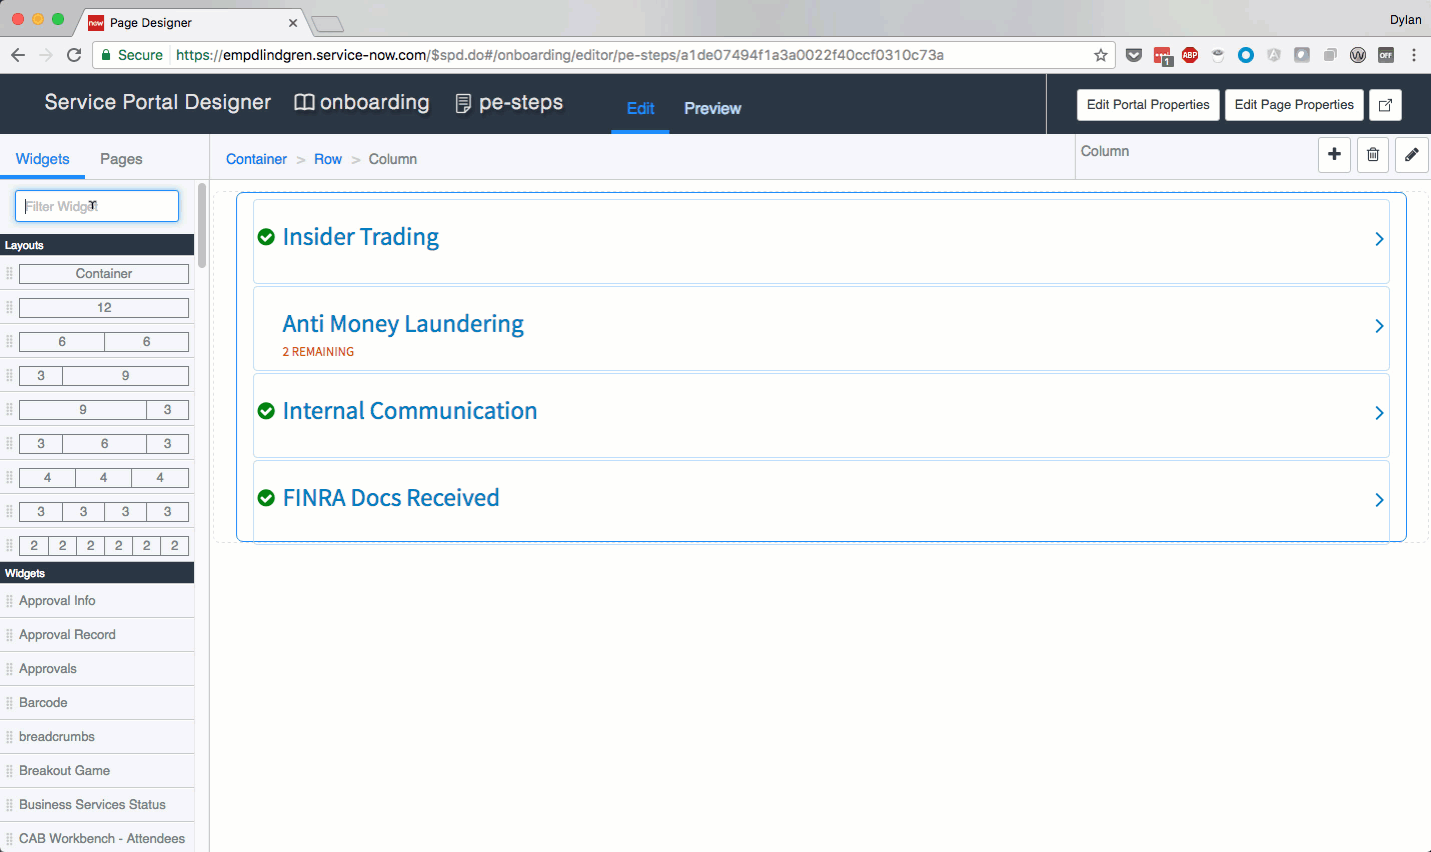 Page Designer
Dylan
Secure https://empdlindgren.service-now.com/$spd.do#/onboarding/editor/pe-steps/a1de07494f1a3a0022f40ccf0310c73a
1
ABP
OFF
Service Portal Designer onboarding pe-steps Edit Preview
Edit Portal Properties Edit Page Properties
Widgets Pages
Container > Row > Column
Column
Filter Widget
Layouts
Container
12
6 6
3 9
9 3
3 6 3
4 4 4
3 3 3 3
2 2 2 2 2 2
Widgets
Approval Info
Approval Record
Approvals
Barcode
breadcrumbs
Breakout Game
Business Services Status
CAB Workbench - Attendees
Insider Trading
Anti Money Laundering
2 REMAINING
Internal Communication
FINRA Docs Received